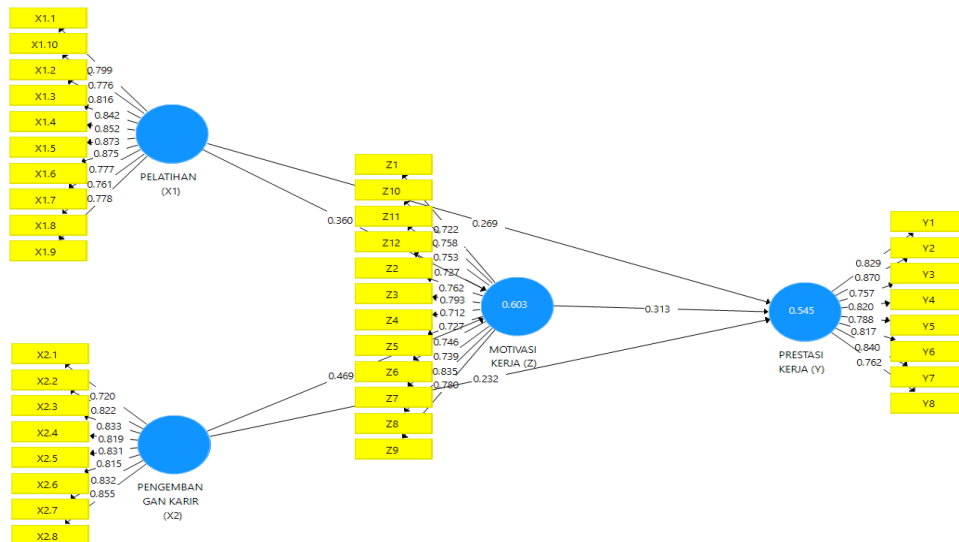 X1.1
X1.10
X1.2
X1.3
X1.4
X1.5
X1.6
X1.7
X1.8
X1.9
0.799
0.776
0.816
0.842
0.852
0.873
0.875
0.777
0.761
0.778
PELATIHAN
(X1)
X2.1
X2.2
X2.3
X2.4
X2.5
X2.6
X2.7
X2.8
0.720
0.822
0.833
0.819
0.831
0.815
0.832
0.855
PENGEMBAN
GAN KARIR
(X2)
0.360
0.469
0.269
0.232
0.313
Z1
Z10
Z11
Z12
Z2
Z3
Z4
Z5
Z6
Z7
Z8
Z9
0.722
0.758
0.753
0.737
0.762
0.793
0.712
0.727
0.746
0.739
0.835
0.780
0.603
MOTIVASI
KERJA (Z)
0.545
PRESTASI
KERJA (Y)
0.829
0.870
0.757
0.820
0.788
0.817
0.840
0.762
Y1
Y2
Y3
Y4
Y5
Y6
Y7
Y8